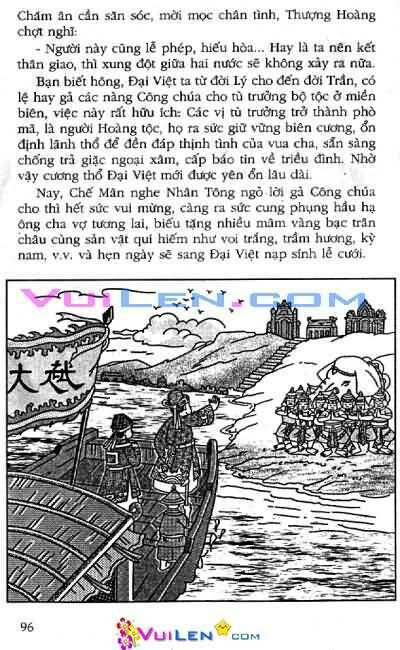 Chấm ân cần săn sóc, mời mọc chân tình, Thượng Hoàng
chợt nghĩ:
- Người này cũng lễ phép, hiếu hòa... Hay là ta nên kết
thân giao, thì xung đột giữa hai nước sẽ không xảy ra nữa.
Bạn biết hông, Đại Việt ta từ đời Lý cho đến đời Trần, có
lệ hay gả các nàng Công chúa cho tù trưởng bộ tộc ở miền
biên, việc này rất hữu ích: Các vị tù trưởng trở thành phò
mã, là người Hoàng tộc, họ ra sức giữ vững biên cương, ổn
định lãnh thổ để đền đáp thịnh tình của vua cha, sẵn sàng
chống trả giặc ngoại xâm, cấp báo tin về triều đình. Nhờ
vậy cương thổ Đại Việt mới được yên ổn lâu dài.
Nay, Chế Mân nghe Nhân Tông ngỏ lời gả Công chúa
cho thì hết sức vui mừng, càng ra sức cung phụng hầu hạ
ông cha vợ tương lai, biếu tặng nhiều mâm vàng bạc trân
châu cùng sản vật quí hiếm như voi trắng, trầm hương, kỳ
nam, v.v. và hẹn ngày sẽ sang Đại Việt nạp sính lễ cưới.
VUILEN.COM
大越
96
VUILEN.COM